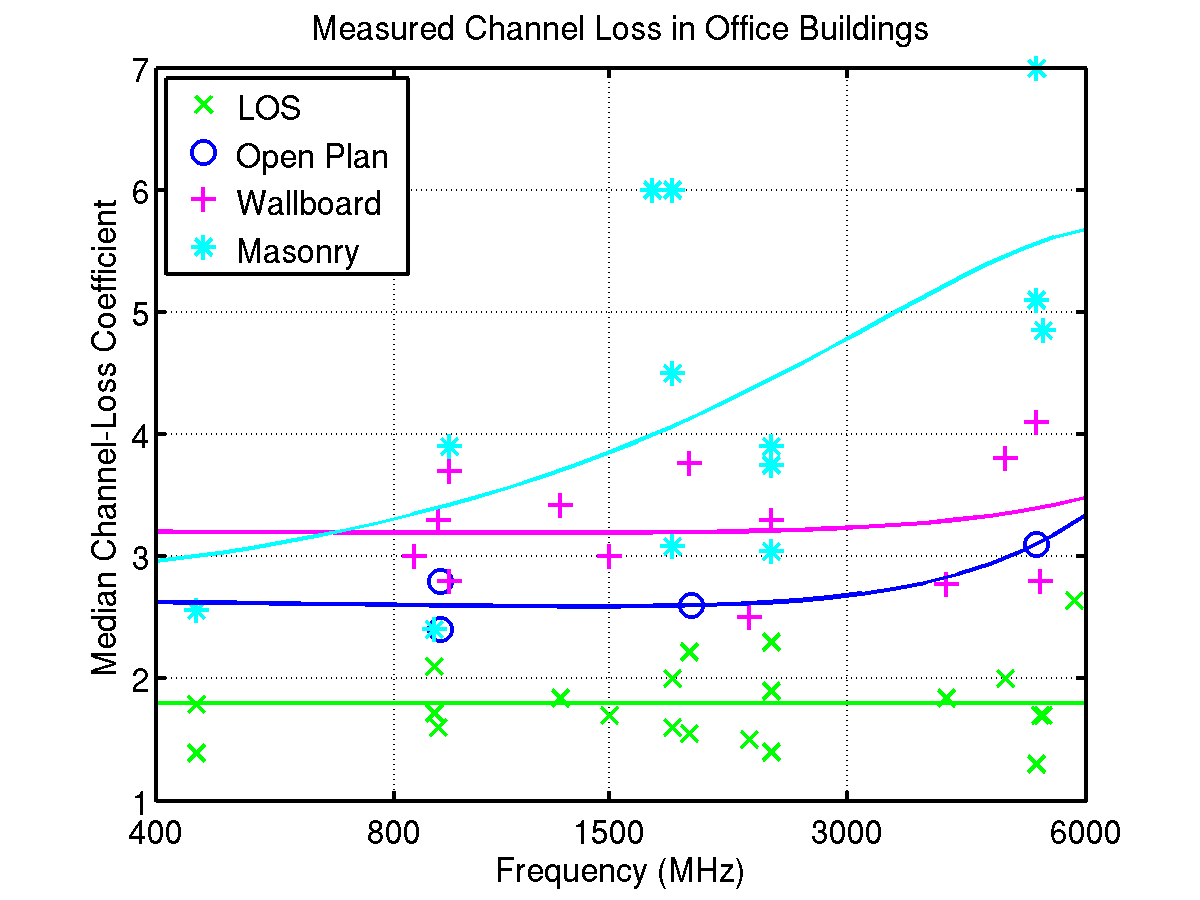 Measured Channel Loss in Office Buildings
7
6
5
4
3
2
1
Median Channel-Loss Coefficient
LOS
Open Plan
Wallboard
Masonry
400 800 1500 3000 6000
Frequency (MHz)